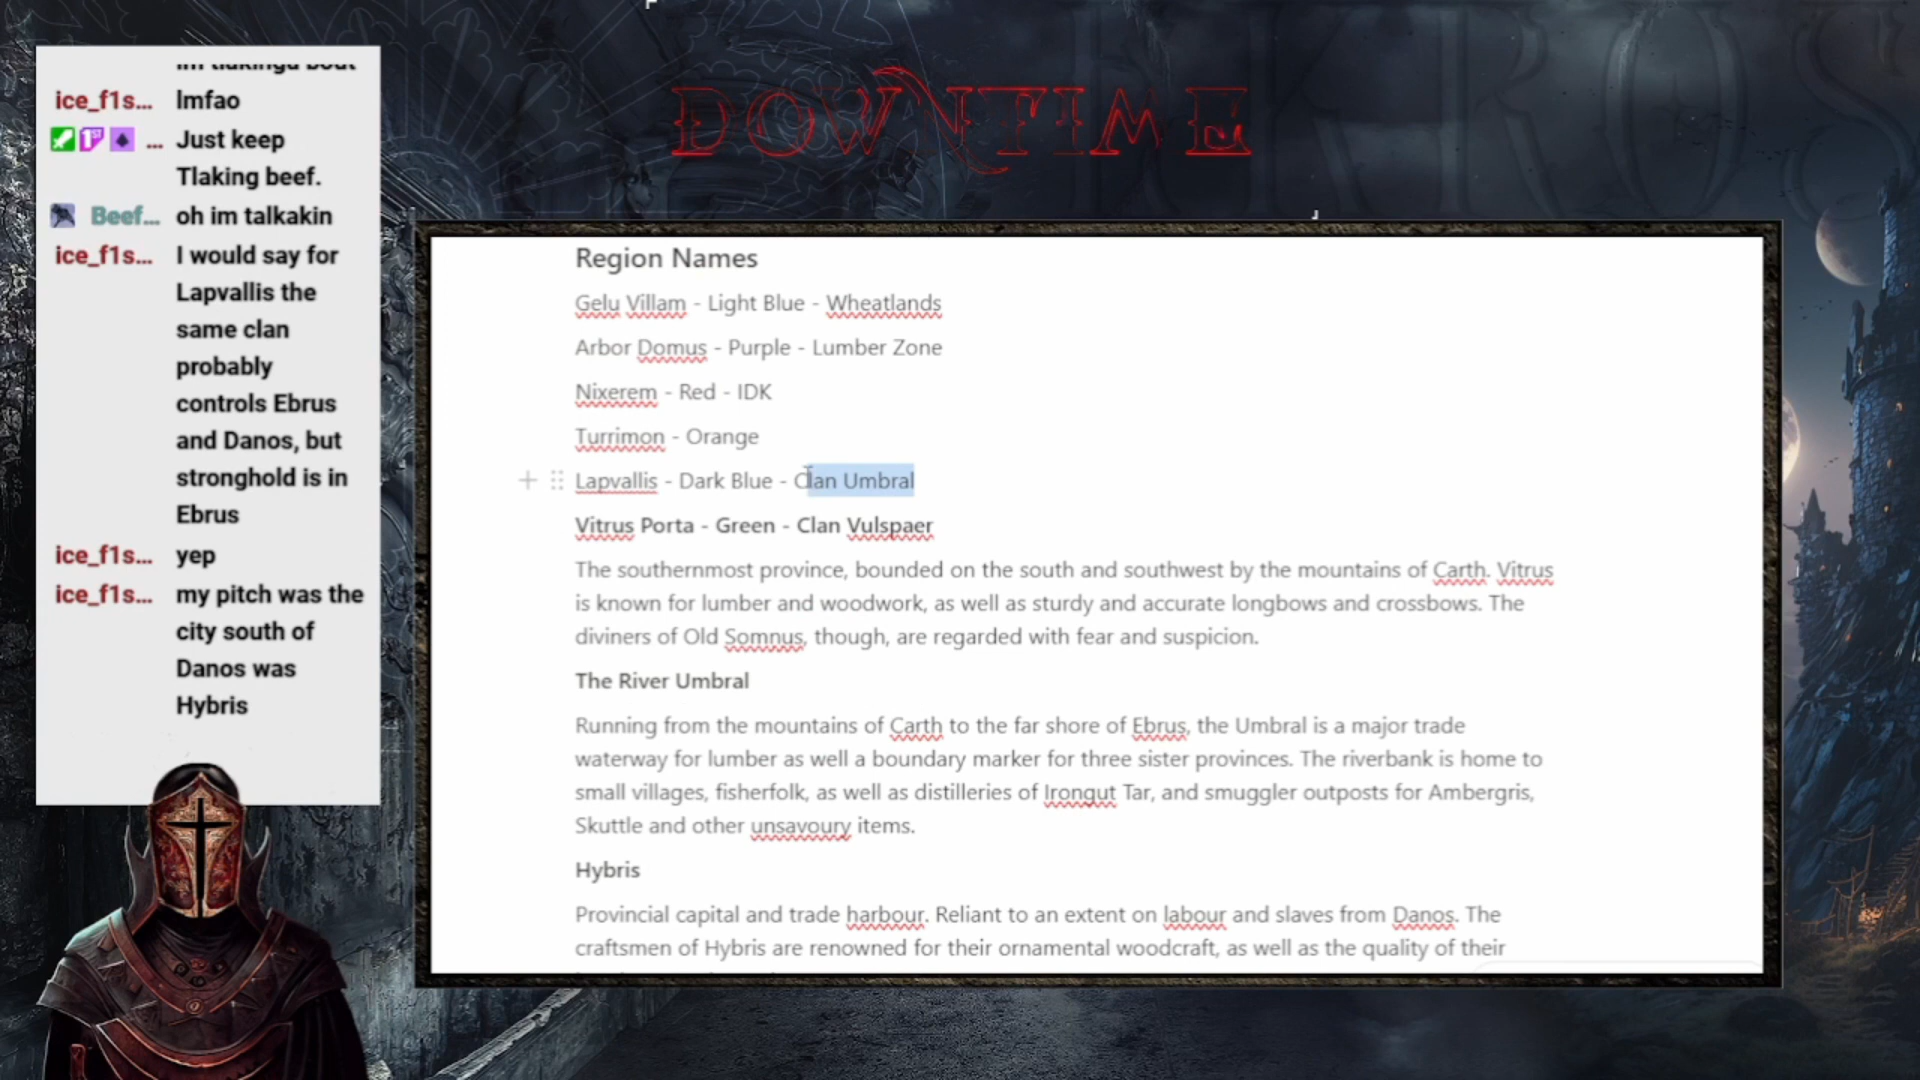 DOWNTIME
im tlakinga bout
ice_f1s... lmfao
... Just keep
Tlaking beef.
Beef... oh im talkakin
ice_f1s... I would say for
Lapvallis the
same clan
probably
controls Ebrus
and Danos, but
stronghold is in
Ebrus
ice_f1s... yep
ice_f1s... my pitch was the
city south of
Danos was
Hybris
Region Names
Gelu Villam - Light Blue - Wheatlands
Arbor Domus - Purple - Lumber Zone
Nixerem - Red - IDK
Turrimon - Orange
Lapvallis - Dark Blue - Clan Umbral
Vitrus Porta - Green - Clan Vulspaer
The southernmost province, bounded on the south and southwest by the mountains of Carth. Vitrus
is known for lumber and woodwork, as well as sturdy and accurate longbows and crossbows. The
diviners of Old Somnus, though, are regarded with fear and suspicion.
The River Umbral
Running from the mountains of Carth to the far shore of Ebrus, the Umbral is a major trade
waterway for lumber as well a boundary marker for three sister provinces. The riverbank is home to
small villages, fisherfolk, as well as distilleries of Irongut Tar, and smuggler outposts for Ambergris,
Skuttle and other unsavoury items.
Hybris
Provincial capital and trade harbour. Reliant to an extent on labour and slaves from Danos. The
craftsmen of Hybris are renowned for their ornamental woodcraft, as well as the quality of their